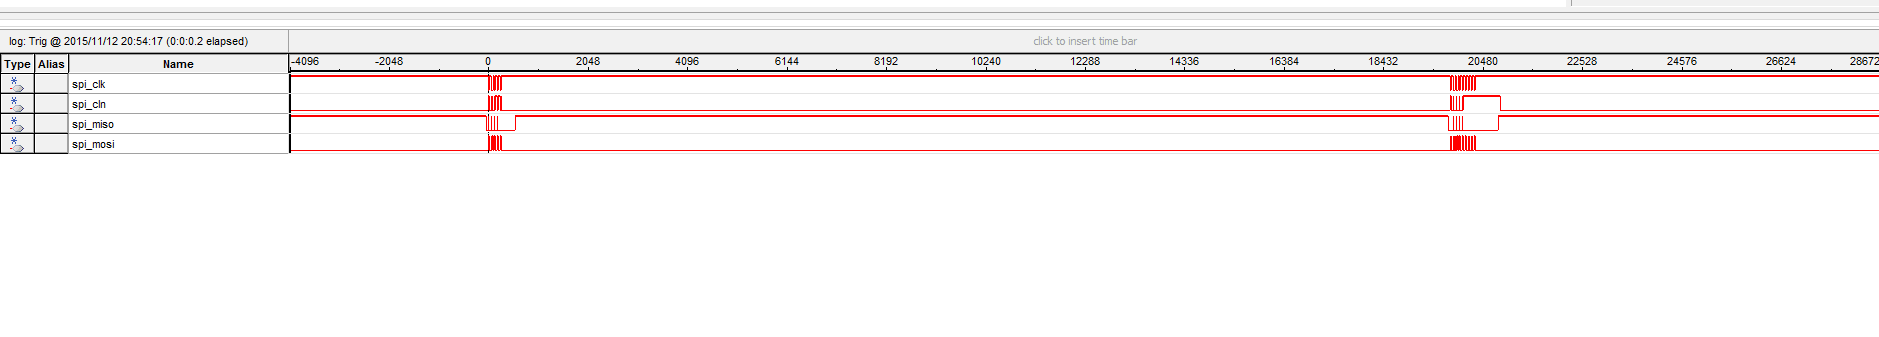 log: Trig @ 2015/11/12 20:54:17 (0:0:0.2 elapsed) click to insert time bar
Type Alias Name -4096 -2048 0 2048 4096 6144 8192 10240 12288 14336 16384 18432 20480 22528 24576 26624 28672
spi_clk
spi_cln
spi_miso
spi_mosi